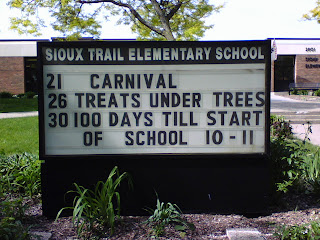 SIOUX TRAIL ELEMENTARY SCHOOL
21 CARNIVAL
26 TREATS UNDER TREES
30 100 DAYS TILL START
OF SCHOOL 10-11